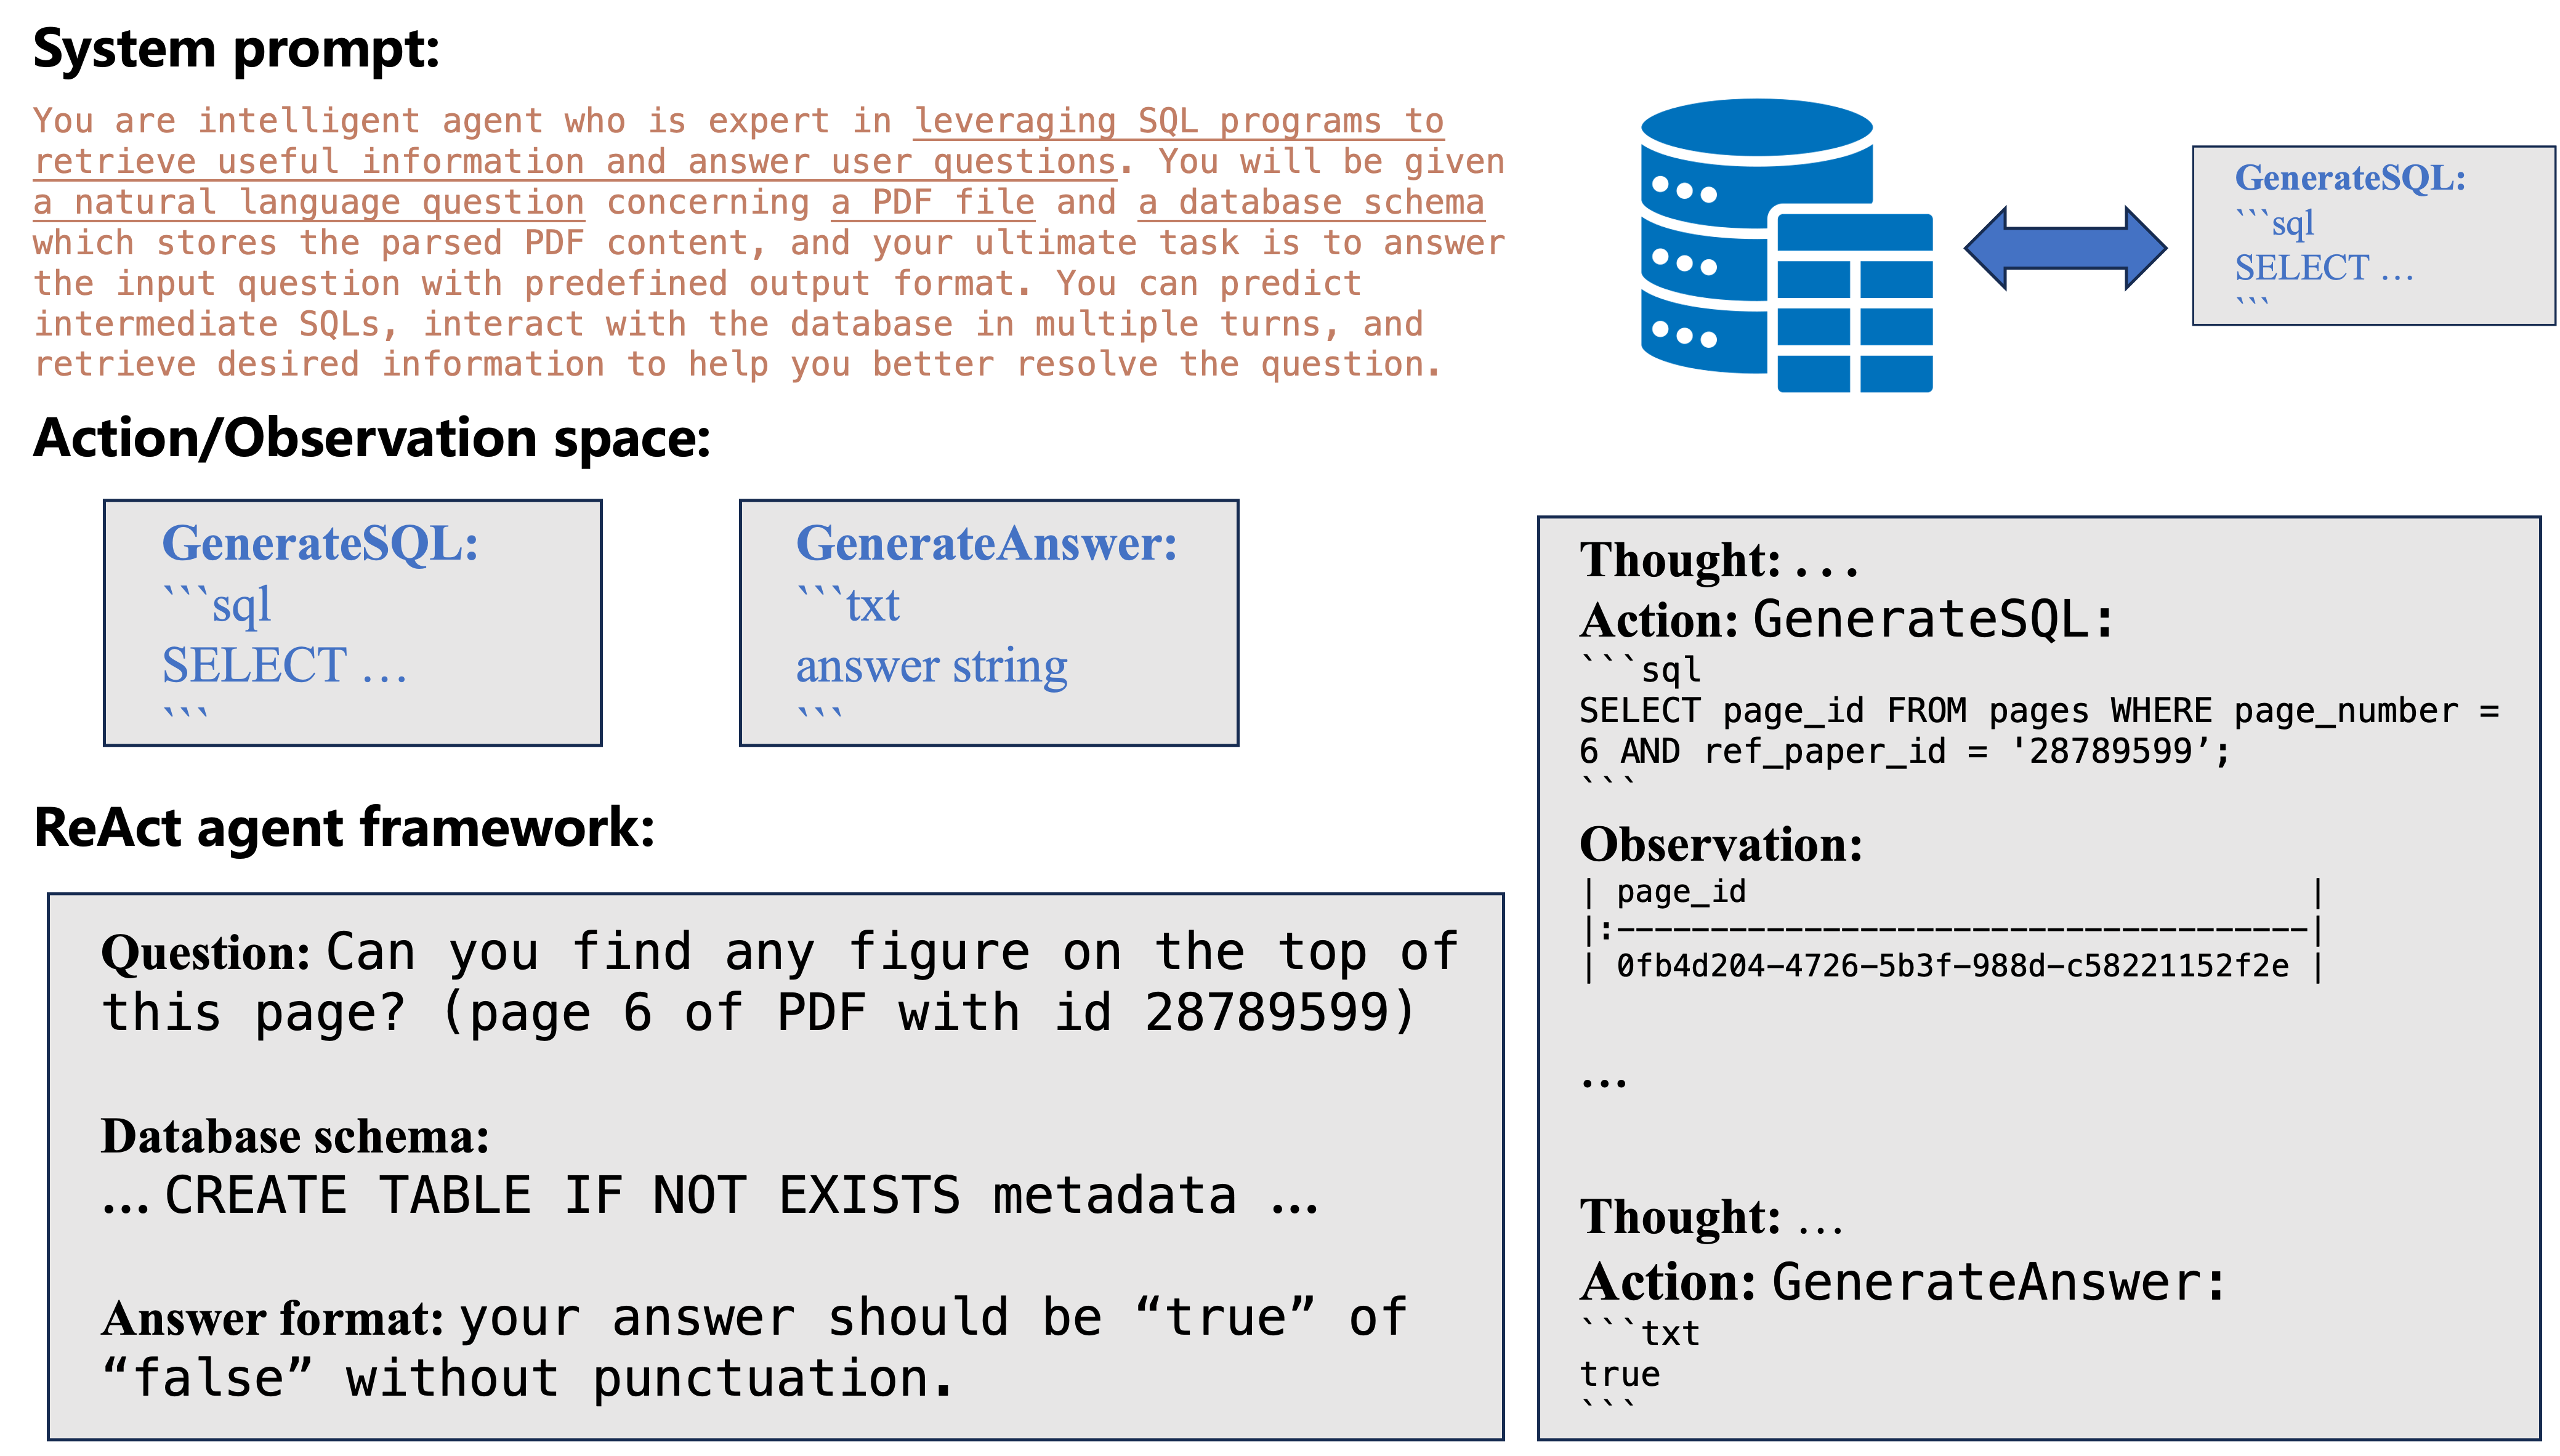 System prompt:
You are intelligent agent who is expert in leveraging SQL programs to
retrieve useful information and answer user questions. You will be given
a natural language question concerning a PDF file and a database schema
which stores the parsed PDF content, and your ultimate task is to answer
the input question with predefined output format. You can predict
intermediate SQLs, interact with the database in multiple turns, and
retrieve desired information to help you better resolve the question.
GenerateSQL:
```sql
SELECT …
```
Action/Observation space:
GenerateSQL:
```sql
SELECT …
```
GenerateAnswer:
```txt
answer string
```
ReAct agent framework:
Question: Can you find any figure on the top of
this page? (page 6 of PDF with id 28789599)
Database schema:
… CREATE TABLE IF NOT EXISTS metadata …
Answer format: your answer should be “true” of
“false” without punctuation.
Thought: . . .
Action: GenerateSQL:
```sql
SELECT page_id FROM pages WHERE page_number =
6 AND ref_paper_id = '28789599’;
```
Observation:
| page_id                              |
|:-------------------------------------|
| 0fb4d204-4726-5b3f-988d-c58221152f2e |
…
Thought: …
Action: GenerateAnswer:
```txt
true
```